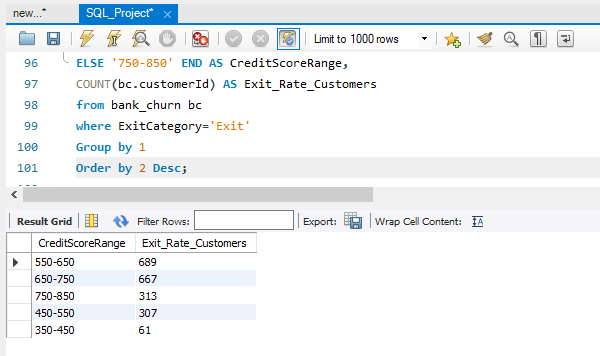 new...*
SQL_Project*
Limit to 1000 rows
96 ELSE '750-850' END AS CreditScoreRange,
97 COUNT(bc.customerId) AS Exit_Rate_Customers
98 from bank_churn bc
99 where ExitCategory='Exit'
100 Group by 1
101 Order by 2 Desc;
Result Grid Filter Rows: Export: Wrap Cell Content:
CreditScoreRange Exit_Rate_Customers
550-650 689
650-750 667
750-850 313
450-550 307
350-450 61